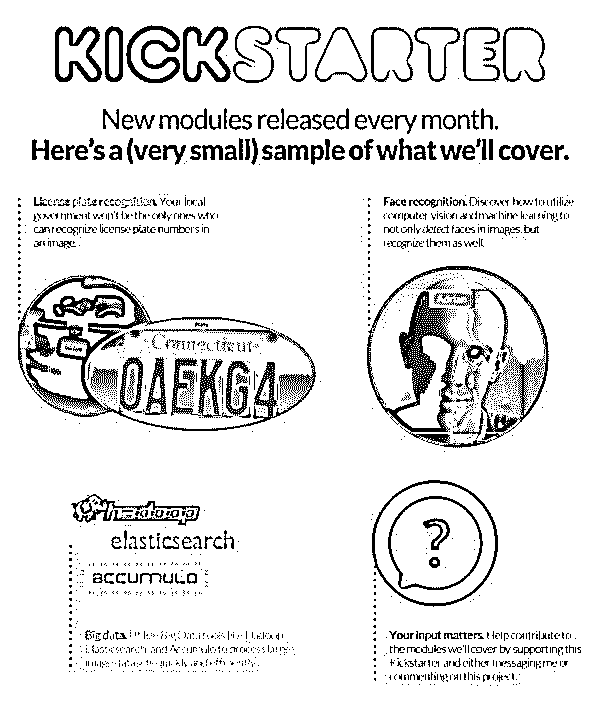 KICKSTARTER
New modules released every month.
Here's a (very small) sample of what we'll cover.
License plate recognition. Your local
government won't be the only ones who
can recognize license plate numbers in
an image.
Face recognition. Discover how to utilize
computer vision and machine learning to
not only detect faces in images, but
recognize them as well.
Connecticut
0AEKG4
hadoop
elasticsearch
accumulo
?
Big data. Big Data tools like Hadoop,
Elasticsearch, and Accumulo to process large
image datasets quickly and efficiently.
Your input matters. Help contribute to
the modules we'll cover by supporting this
Kickstarter and either messaging me or
commenting on this project.